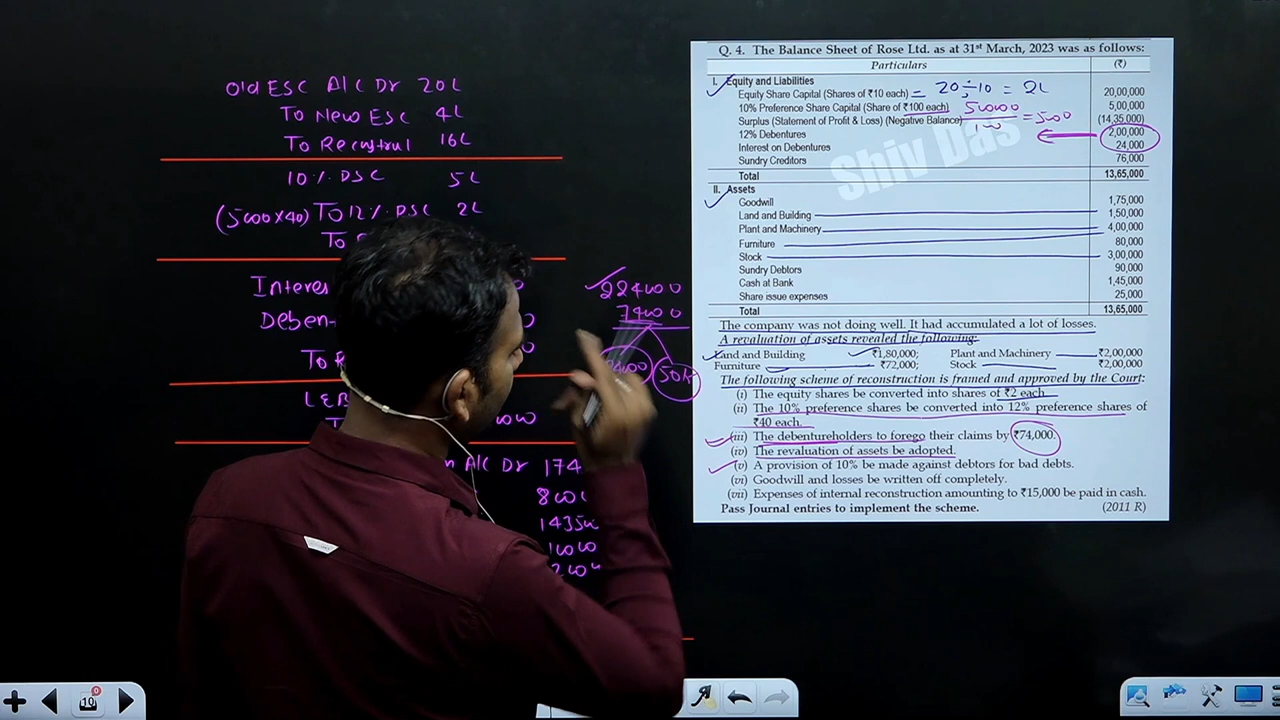 Old ESC A/C Dr 20L
To New ESC 4L
To Reconstrul 16L
10 %. PSC 5L
(5000x40) To 12 %. PSC 2L
To
Interes
Deben
To R
L & B
000
A/C Dr 174
1435
224000
74000
50K
Q. 4. The Balance Sheet of Rose Ltd. as at 31st March, 2023 was as follows:
Particulars (₹)
I. Equity and Liabilities
Equity Share Capital (Shares of ₹10 each) = 20 ÷ 10 = 2L 20,00,000
10% Preference Share Capital (Share of ₹100 each) 500000 5,00,000
Surplus (Statement of Profit & Loss) (Negative Balance) 100 = 5000 (14,35,000)
12% Debentures 2,00,000
Interest on Debentures 24,000
Sundry Creditors 76,000
Total 13,65,000
Shiv Das
II. Assets
Goodwill 1,75,000
Land and Building 1,50,000
Plant and Machinery 4,00,000
Furniture 80,000
Stock 3,00,000
Sundry Debtors 90,000
Cash at Bank 1,45,000
Share issue expenses 25,000
Total 13,65,000
The company was not doing well. It had accumulated a lot of losses.
A revaluation of assets revealed the following:
Land and Building ₹1,80,000; Plant and Machinery ₹2,00,000
Furniture ₹72,000; Stock ₹2,00,000
The following scheme of reconstruction is framed and approved by the Court:
(i) The equity shares be converted into shares of ₹2 each.
(ii) The 10% preference shares be converted into 12% preference shares of
₹40 each.
(iii) The debentureholders to forego their claims by ₹74,000.
(iv) The revaluation of assets be adopted.
(v) A provision of 10% be made against debtors for bad debts.
(vi) Goodwill and losses be written off completely.
(vii) Expenses of internal reconstruction amounting to ₹15,000 be paid in cash.
Pass Journal entries to implement the scheme. (2011 R)
10
0